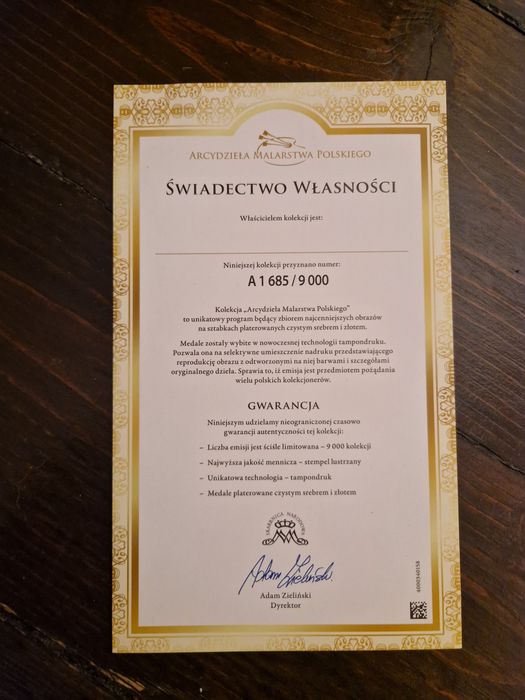 ARCYDZIEŁA MALARSTWA POLSKIEGO
ŚWIADECTWO WŁASNOŚCI
Właścicielem kolekcji jest:
Niniejszej kolekcji przyznano numer:
A 1 685 / 9 000
Kolekcja „Arcydzieła Malarstwa Polskiego”
to unikatowy program będący zbiorem najcenniejszych obrazów
na sztabkach platerowanych czystym srebrem i złotem.
Medale zostały wybite w nowoczesnej technologii tampondruku.
Pozwala ona na selektywne umieszczenie nadruku przedstawiającego
reprodukcję obrazu z odtworzonymi na niej barwami i szczegółami
oryginalnego dzieła. Sprawia to, iż emisja jest przedmiotem pożądania
wielu polskich kolekcjonerów.
GWARANCJA
Niniejszym udzielamy nieograniczonej czasowo
gwarancji autentyczności tej kolekcji:
– Liczba emisji jest ściśle limitowana – 9 000 kolekcji
– Najwyższa jakość mennicza – stempel lustrzany
– Unikatowa technologia – tampondruk
– Medale platerowane czystym srebrem i złotem
SKARBNICA NARODOWA
Adam Zieliński
Adam Zieliński
Dyrektor
4000340158